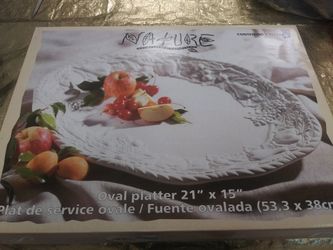 NATURE
Oval platter 21" x 15"
Plat de service ovale / Fuente ovalada (53,3 x 38cm)